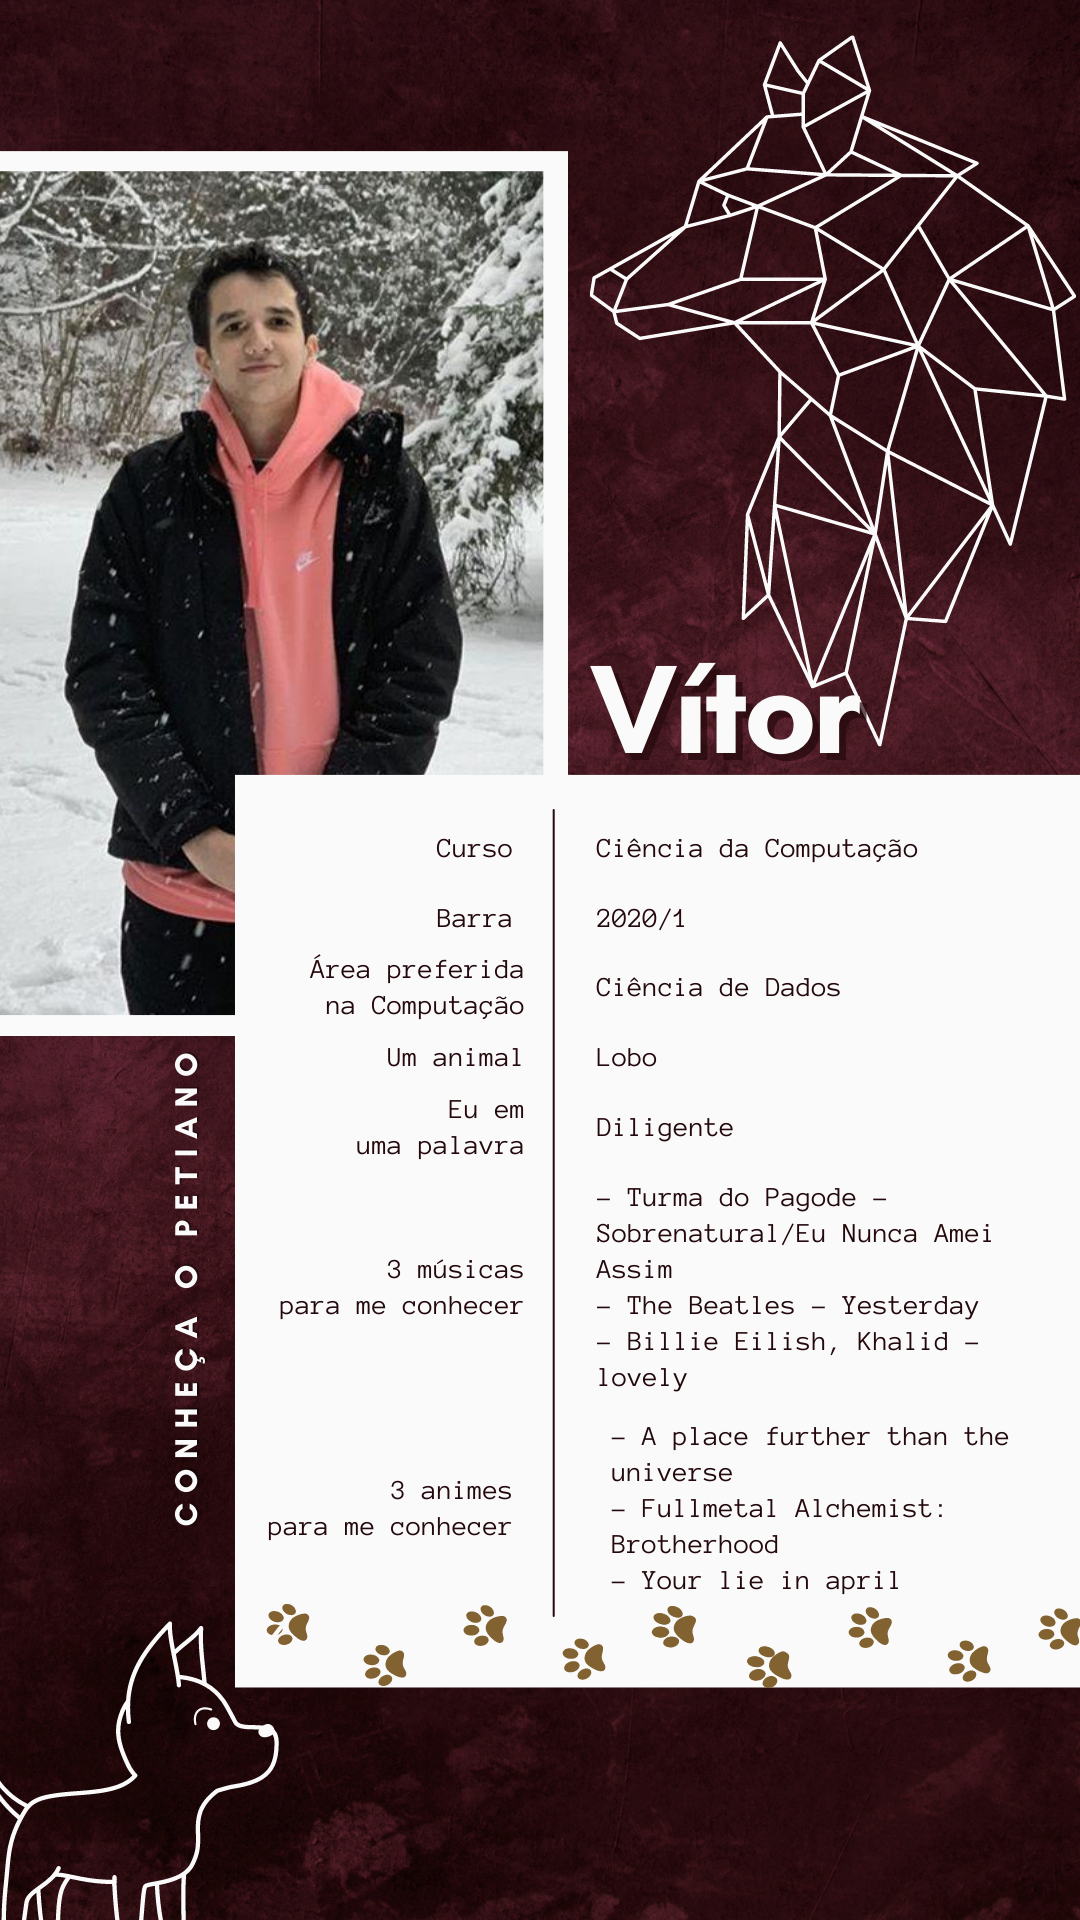 Vítor
Curso
Ciência da Computação
Barra
2020/1
Área preferida
na Computação
Ciência de Dados
Um animal
Lobo
Eu em
uma palavra
Diligente
3 músicas
para me conhecer
- Turma do Pagode -
Sobrenatural/Eu Nunca Amei
Assim
- The Beatles - Yesterday
- Billie Eilish, Khalid -
lovely
3 animes
para me conhecer
- A place further than the
universe
- Fullmetal Alchemist:
Brotherhood
- Your lie in april
CONHEÇA O PETIANO